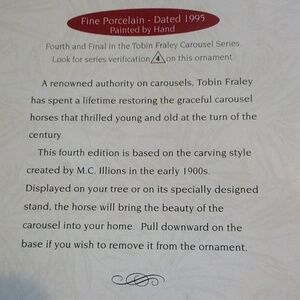 Fine Porcelain - Dated 1995
Painted by Hand
Fourth and Final in the Tobin Fraley Carousel Series.
Look for series verification 4 on this ornament.
A renowned authority on carousels, Tobin Fraley
has spent a lifetime restoring the graceful carousel
horses that thrilled young and old at the turn of the
century.
This fourth edition is based on the carving style
created by M.C. Illions in the early 1900s.
Displayed on your tree or on its specially designed
stand, the horse will bring the beauty of the
carousel into your home. Pull downward on the
base if you wish to remove it from the ornament.